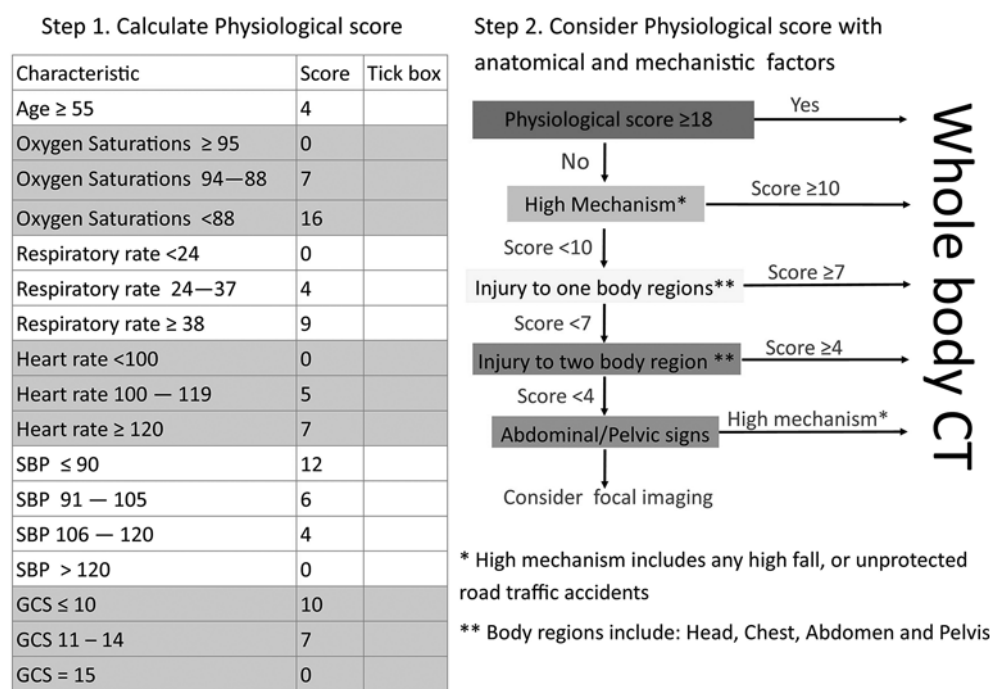 Step 1. Calculate Physiological score
Characteristic Score Tick box
Age ≥ 55 4
Oxygen Saturations ≥ 95 0
Oxygen Saturations 94—88 7
Oxygen Saturations <88 16
Respiratory rate <24 0
Respiratory rate 24—37 4
Respiratory rate ≥ 38 9
Heart rate <100 0
Heart rate 100 — 119 5
Heart rate ≥ 120 7
SBP ≤ 90 12
SBP 91 — 105 6
SBP 106 — 120 4
SBP > 120 0
GCS ≤ 10 10
GCS 11 – 14 7
GCS = 15 0
Step 2. Consider Physiological score with
anatomical and mechanistic factors
Physiological score ≥18
Yes
No
High Mechanism*
Score ≥10
Score <10
Injury to one body regions**
Score ≥7
Score <7
Injury to two body region **
Score ≥4
Score <4
Abdominal/Pelvic signs
High mechanism*
Consider focal imaging
Whole body CT
* High mechanism includes any high fall, or unprotected
road traffic accidents
** Body regions include: Head, Chest, Abdomen and Pelvis